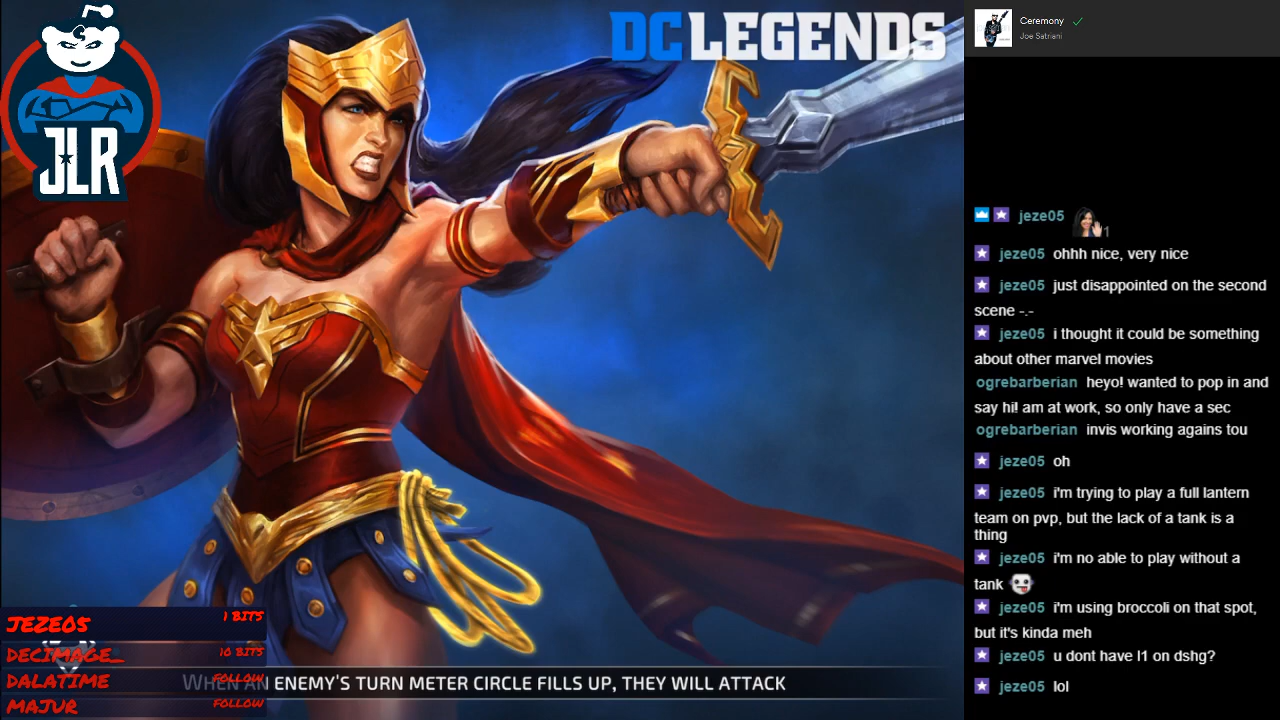 DC LEGENDS
JLR
Ceremony
Joe Satriani
jeze05 1
jeze05 ohhh nice, very nice
jeze05 just disappointed on the second
scene -.-
jeze05 i thought it could be something
about other marvel movies
ogrebarberian heyo! wanted to pop in and
say hi! am at work, so only have a sec
ogrebarberian invis working agains tou
jeze05 oh
jeze05 i'm trying to play a full lantern
team on pvp, but the lack of a tank is a
thing
jeze05 i'm no able to play without a
tank
jeze05 i'm using broccoli on that spot,
but it's kinda meh
jeze05 u dont have l1 on dshg?
jeze05 lol
JEZE05 1 BITS
DECIMAGE_ 10 BITS
DALATIME FOLLOW
MAJUR FOLLOW
WHEN AN ENEMY'S TURN METER CIRCLE FILLS UP, THEY WILL ATTACK